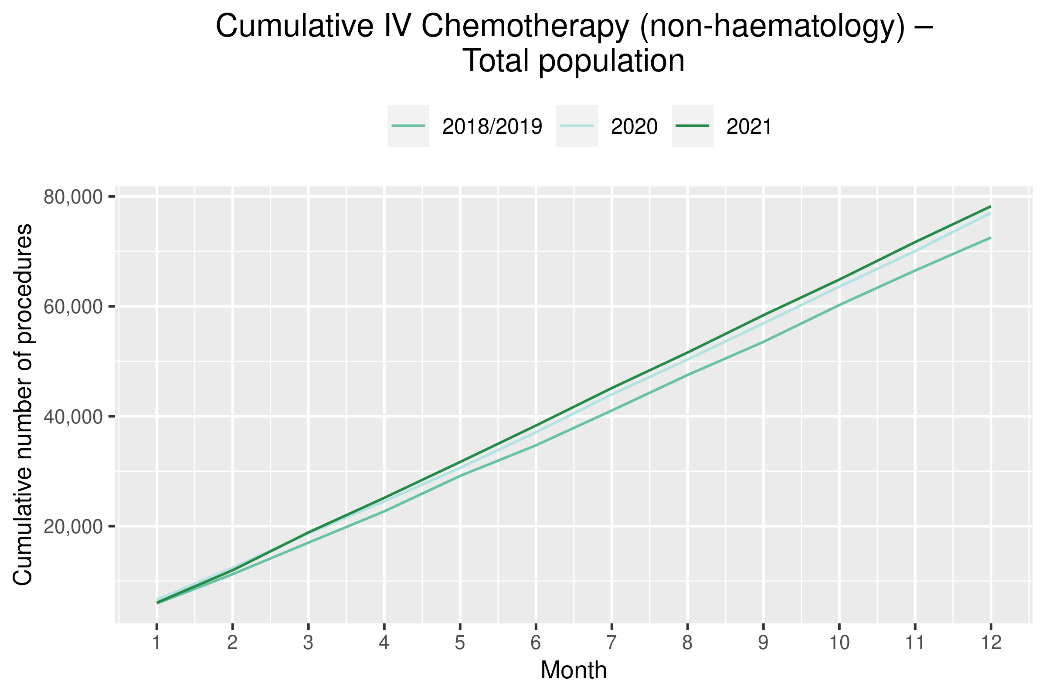 Cumulative IV Chemotherapy (non-haematology) –
Total population
2018/2019 2020 2021
Cumulative number of procedures
80,000
60,000
40,000
20,000
1 2 3 4 5 6 7 8 9 10 11 12
Month